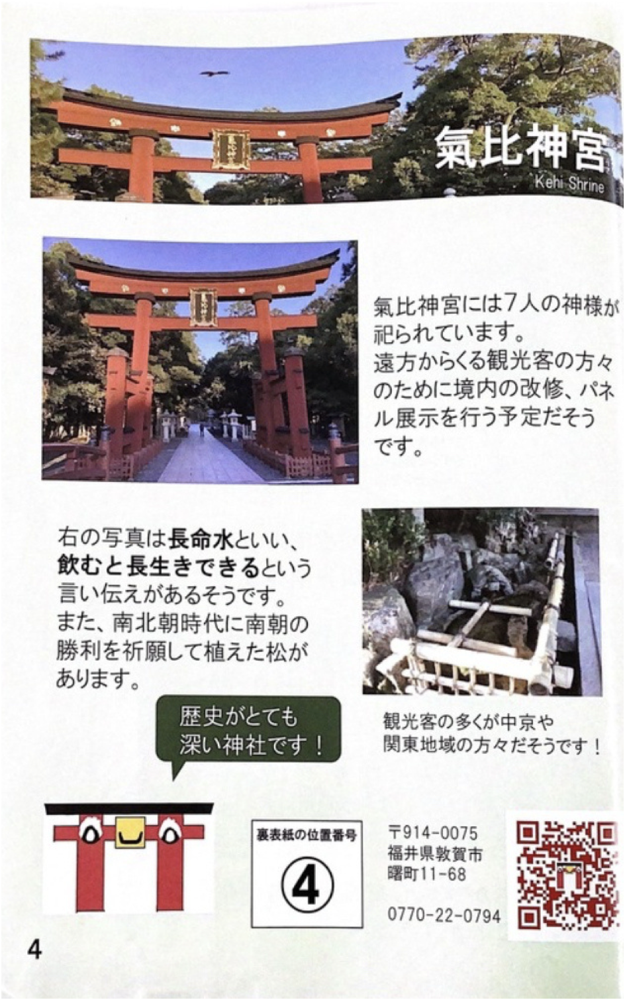 氣比神宮
Kehi Shrine
氣比神宮
氣比神宮には7人の神様が
祀られています。
遠方からくる観光客の方々
のために境内の改修、パネ
ル展示を行う予定だそう
です。
右の写真は長命水といい、
飲むと長生きできるという
言い伝えがあるそうです。
また、南北朝時代に南朝の
勝利を祈願して植えた松が
あります。
歴史がとても
深い神社です！
観光客の多くが中京や
関東地域の方々だそうです！
裏表紙の位置番号
④
〒914-0075
福井県敦賀市
曙町11-68
0770-22-0794
4